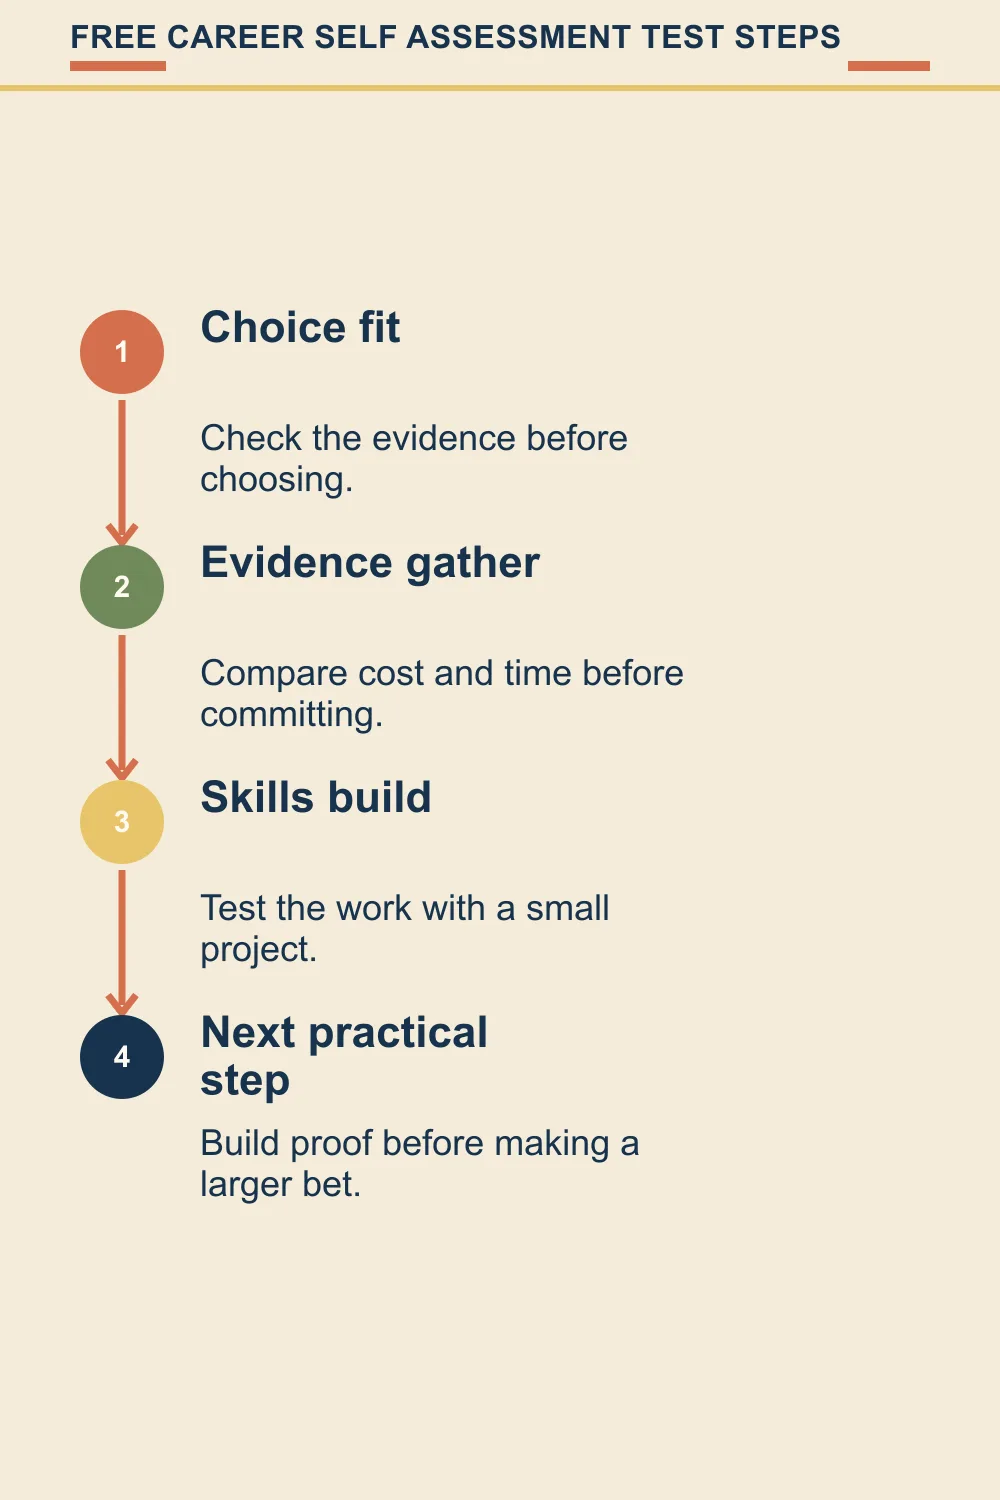 FREE CAREER SELF ASSESSMENT TEST STEPS
1
Choice fit
Check the evidence before
choosing.
2
Evidence gather
Compare cost and time before
committing.
3
Skills build
Test the work with a small
project.
4
Next practical
step
Build proof before making a
larger bet.